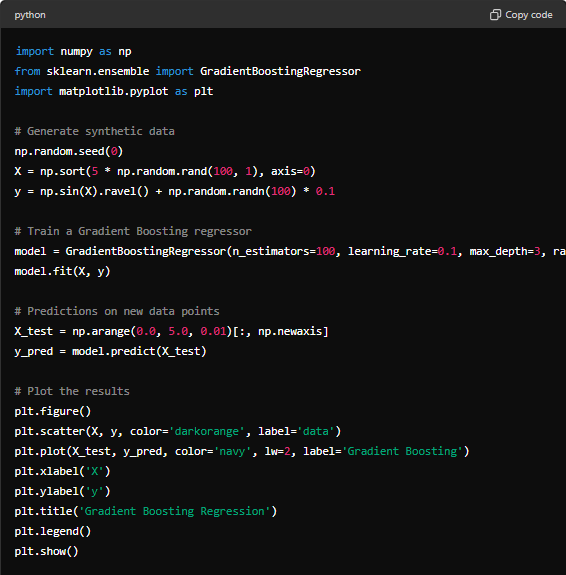 python
Copy code
import numpy as np
from sklearn.ensemble import GradientBoostingRegressor
import matplotlib.pyplot as plt
# Generate synthetic data
np.random.seed(0)
X = np.sort(5 * np.random.rand(100, 1), axis=0)
y = np.sin(X).ravel() + np.random.randn(100) * 0.1
# Train a Gradient Boosting regressor
model = GradientBoostingRegressor(n_estimators=100, learning_rate=0.1, max_depth=3, ra
model.fit(X, y)
# Predictions on new data points
X_test = np.arange(0.0, 5.0, 0.01)[:, np.newaxis]
y_pred = model.predict(X_test)
# Plot the results
plt.figure()
plt.scatter(X, y, color='darkorange', label='data')
plt.plot(X_test, y_pred, color='navy', lw=2, label='Gradient Boosting')
plt.xlabel('X')
plt.ylabel('y')
plt.title('Gradient Boosting Regression')
plt.legend()
plt.show()